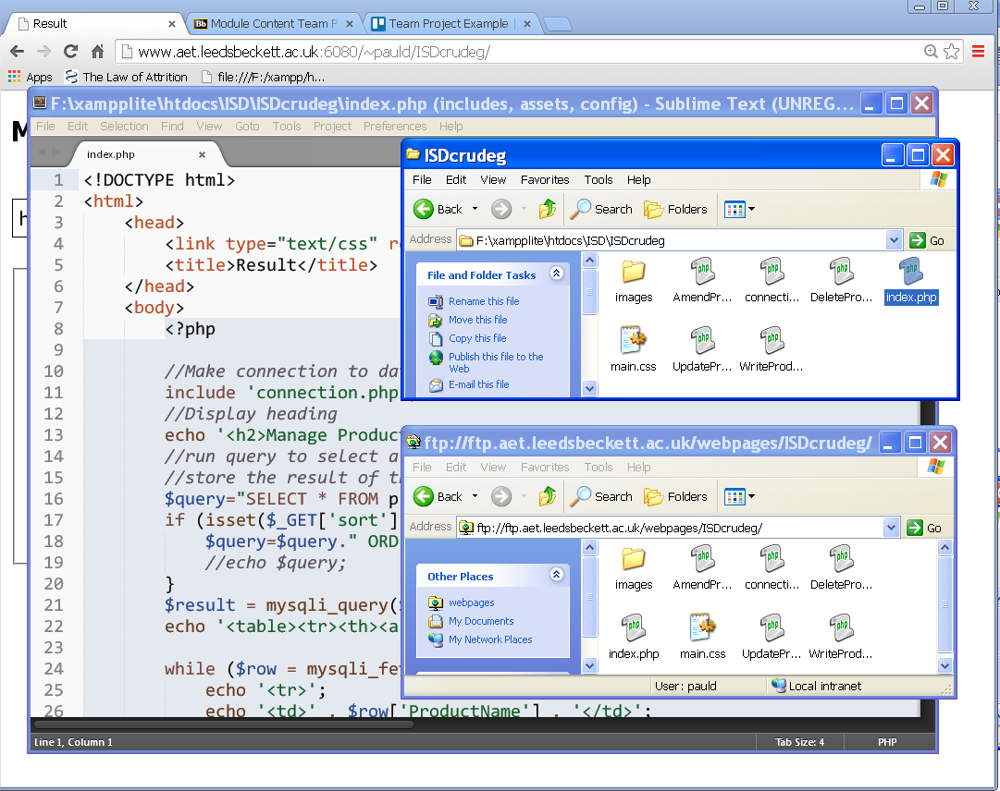 Result
Module Content Team P
Team Project Example
www.aet.leedsbeckett.ac.uk:6080/~pauld/ISDcrudeg/
Apps
The Law of Attrition
file:///F:/xampp/h...
F:\xampplite\htdocs\ISD\ISDcrudeg\index.php (includes, assets, config) - Sublime Text (UNREG...
File Edit Selection Find View Goto Tools Project Preferences Help
index.php
1 <!DOCTYPE html>
2 <html>
3 <head>
4 <link type="text/css" r
5 <title>Result</title>
6 </head>
7 <body>
8 <?php
9
10 //Make connection to da
11 include 'connection.php
12 //Display heading
13 echo '<h2>Manage Produc
14 //run query to select a
15 //store the result of t
16 $query="SELECT * FROM p
17 if (isset($_GET['sort']
18 $query=$query." ORD
19 //echo $query;
20 }
21 $result = mysqli_query(
22 echo '<table><tr><th><a
23
24 while ($row = mysqli_fe
25 echo '<tr>';
26 echo '<td>' . $row['ProductName'] . '</td>';
Line 1, Column 1
Tab Size: 4
PHP
ISDcrudeg
File Edit View Favorites Tools Help
Back Search Folders
Address F:\xampplite\htdocs\ISD\ISDcrudeg Go
File and Folder Tasks
Rename this file
Move this file
Copy this file
Publish this file to the
Web
E-mail this file
images AmendPr... connecti... DeletePro... index.php
main.css UpdatePr... WriteProd...
ftp://ftp.aet.leedsbeckett.ac.uk/webpages/ISDcrudeg/
File Edit View Favorites Tools Help
Back Search Folders
Address ftp://ftp.aet.leedsbeckett.ac.uk/webpages/ISDcrudeg/ Go
Other Places
webpages
My Documents
My Network Places
images AmendPr... connecti... DeletePro...
index.php main.css UpdatePr... WriteProd...
User: pauld
Local intranet